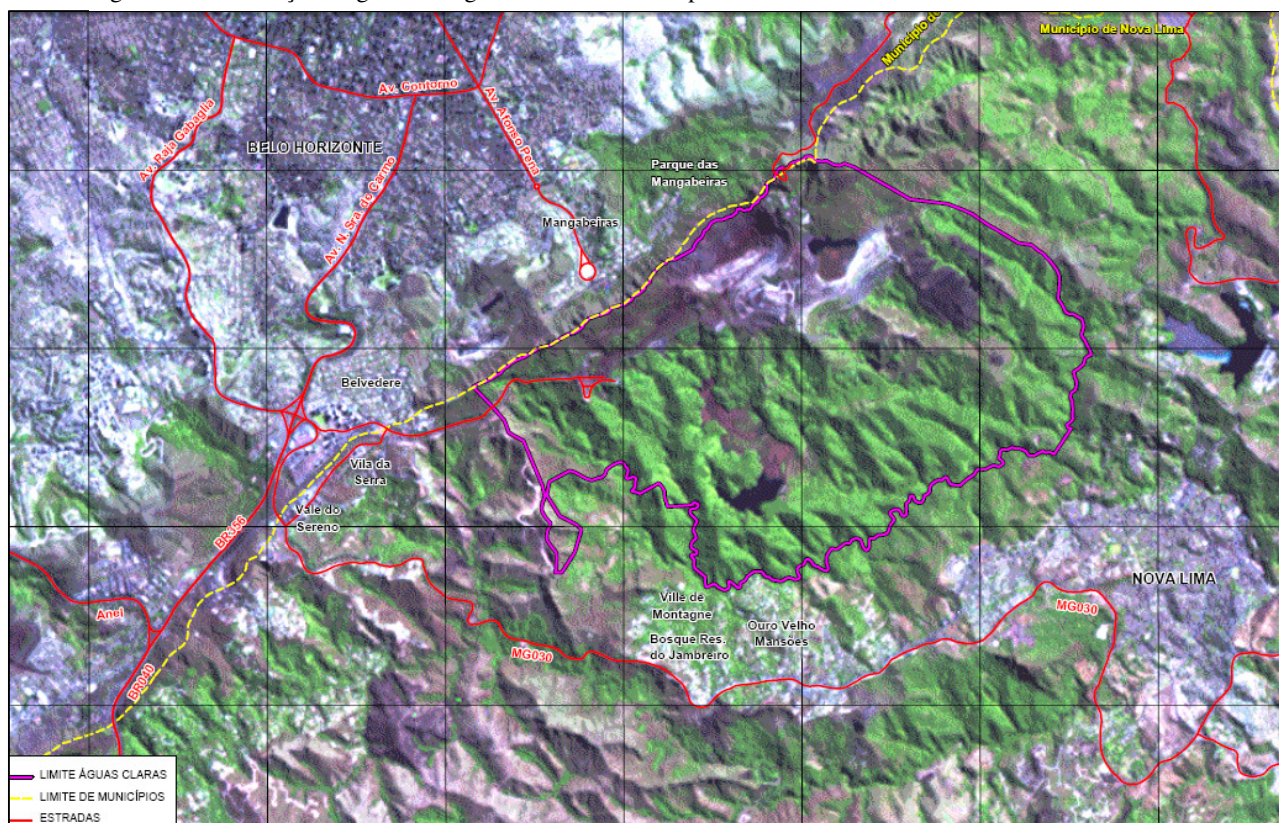 Município de
Município de Nova Lima
Av. Contorno
Av. Raja Gabaglia
Av. Afonso Pena
BELO HORIZONTE
Av. N. Sra. do Carmo
Parque das
Mangabeiras
Mangabeiras
Belvedere
Vila da
Serra
Vale do
Sereno
BR356
Anel
BR040
MG030
Ville de
Montagne
Bosque Res.
do Jambreiro
Ouro Velho
Mansões
MG030
NOVA LIMA
LIMITE ÁGUAS CLARAS
LIMITE DE MUNICÍPIOS
ESTRADAS